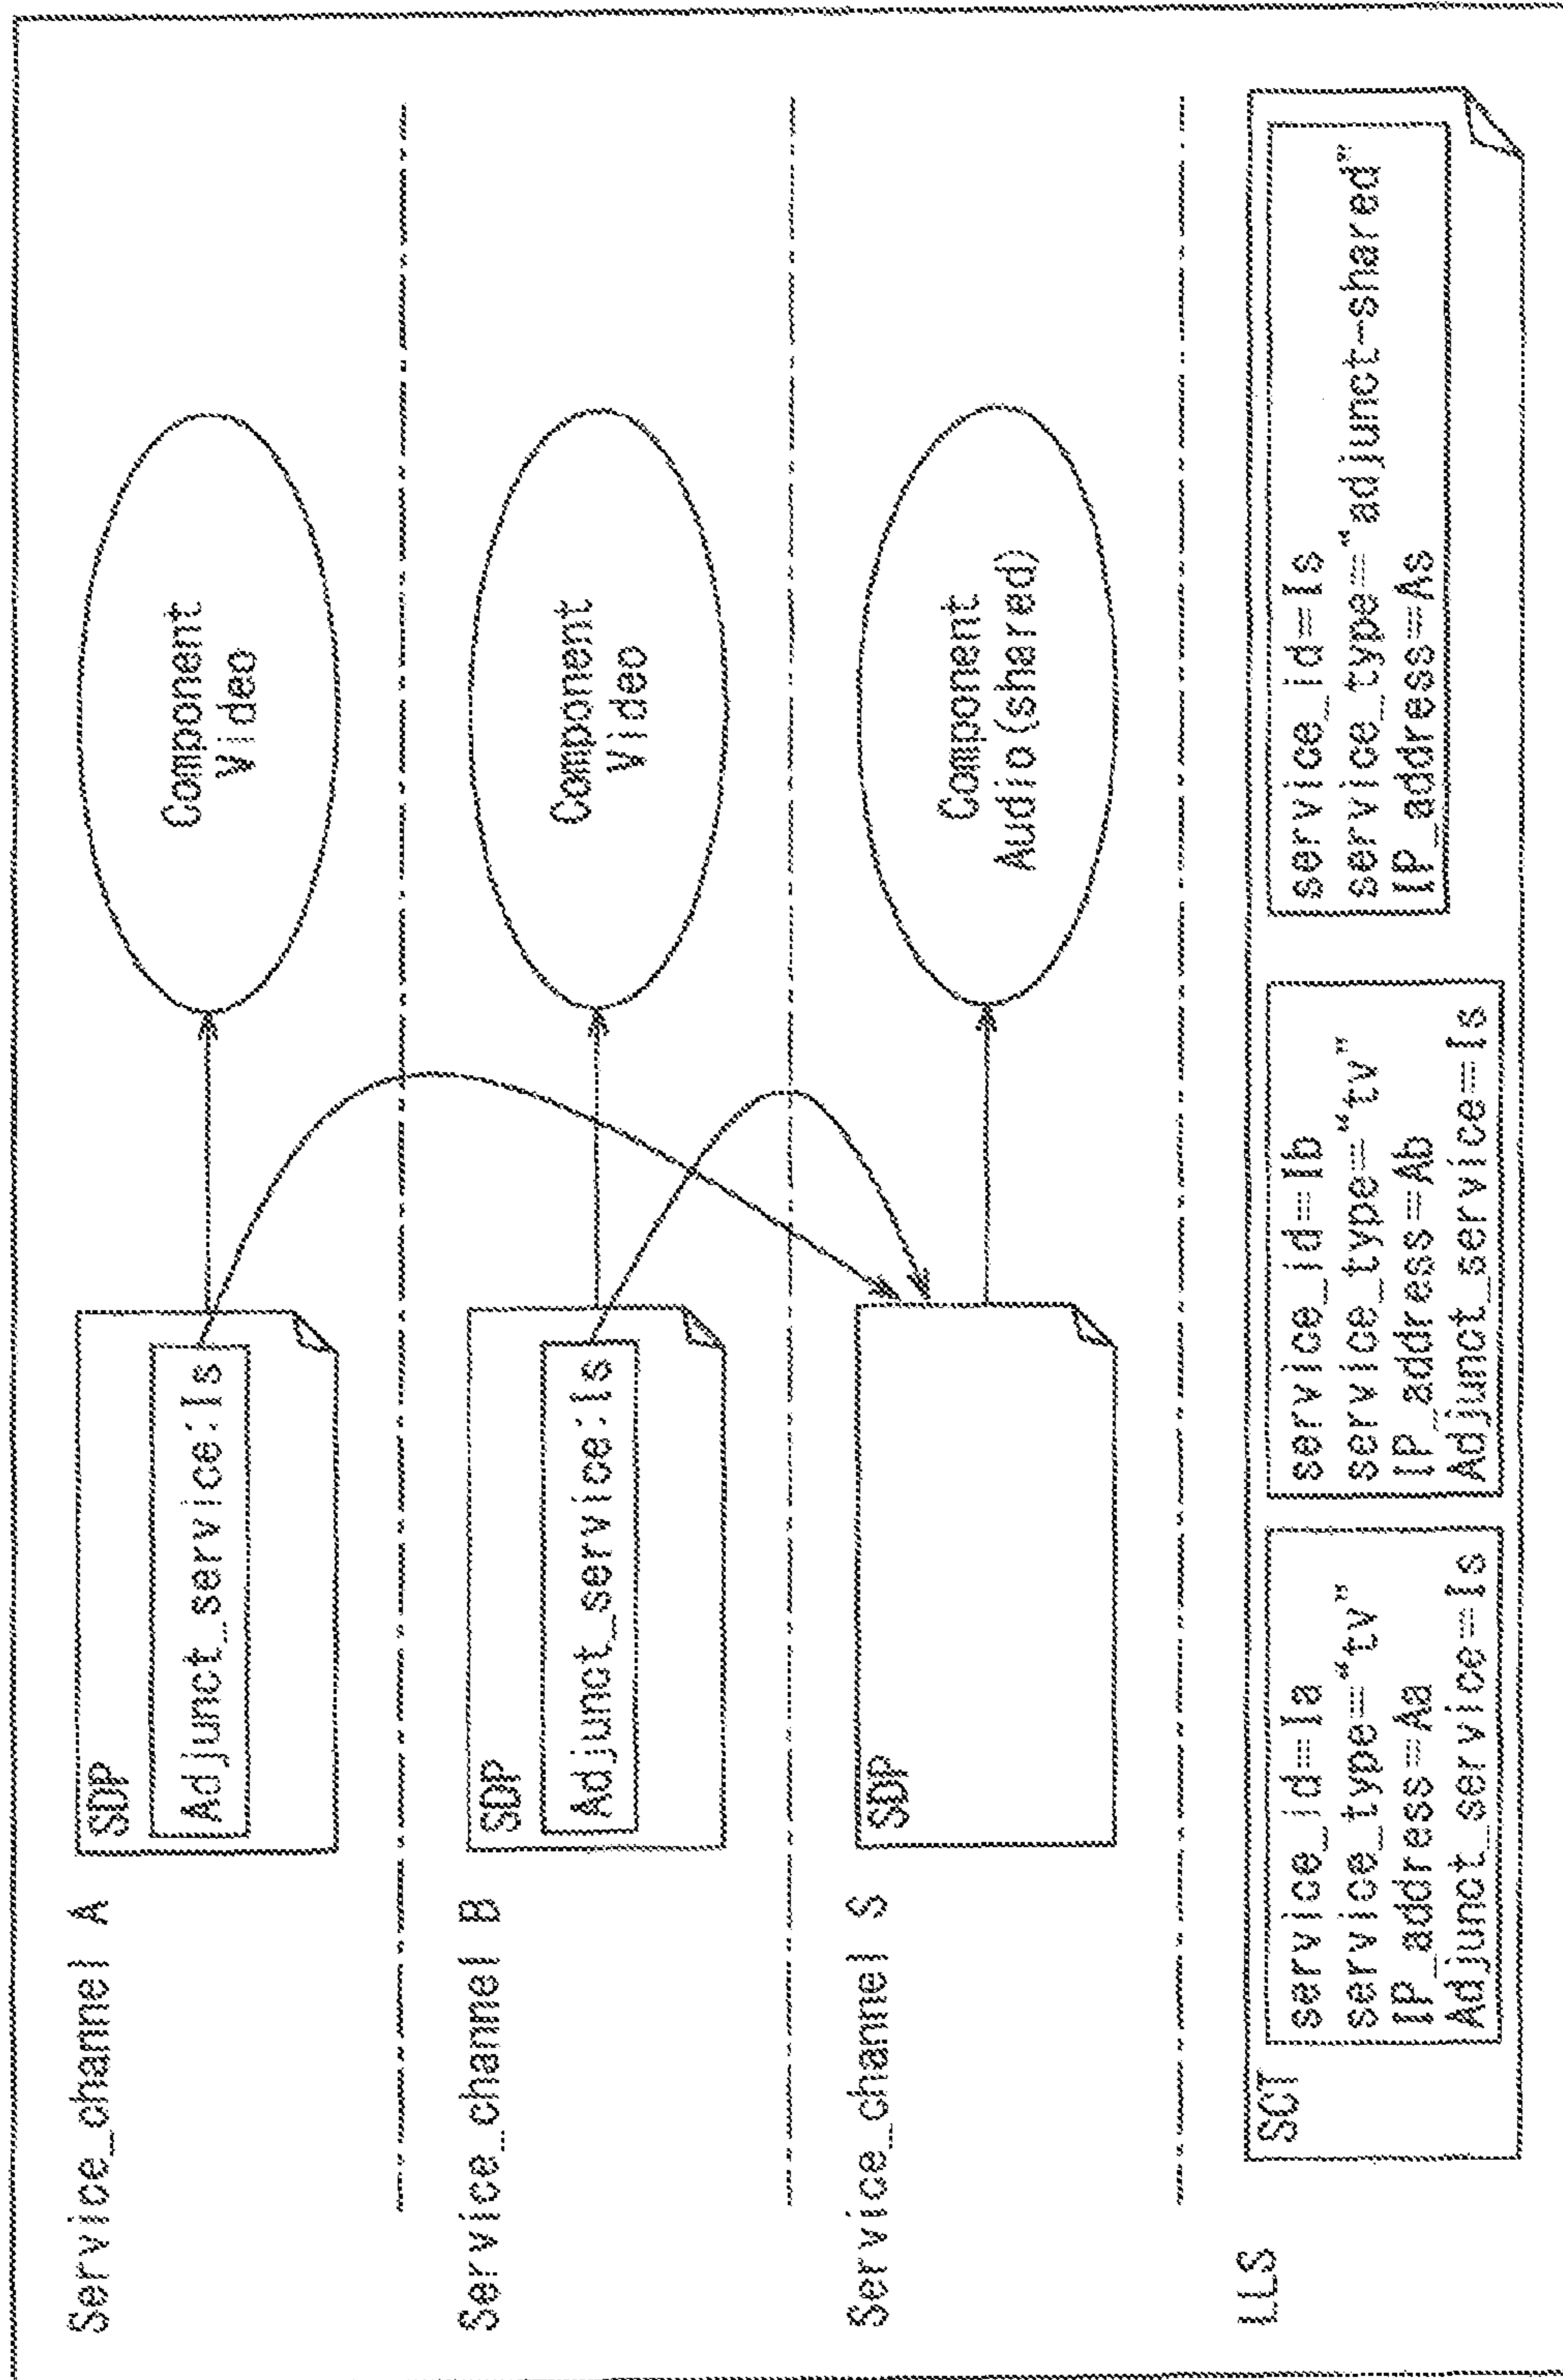 Service_channel A
SDP
Adjunct_service:Is
Component
Video
Service_channel B
SDP
Adjunct_service:Is
Component
Video
Service_channel S
SDP
Component
Audio(shared)
LLS
SCT
service_id=Ia
service_type="tv"
IP_address=Aa
Adjunct_service=Is
service_id=Ib
service_type="tv"
IP_address=Ab
Adjunct_service=Is
service_id=Is
service_type="adjunct-shared"
IP_address=As